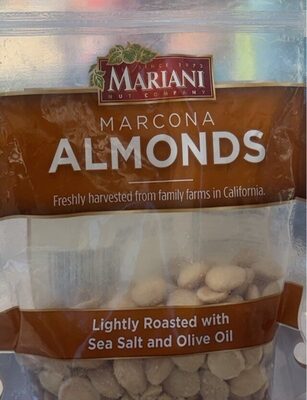 SINCE 1972
MARIANI
NUT COMPANY
MARCONA
ALMONDS
Freshly harvested from family farms in California.
Lightly Roasted with
Sea Salt and Olive Oil